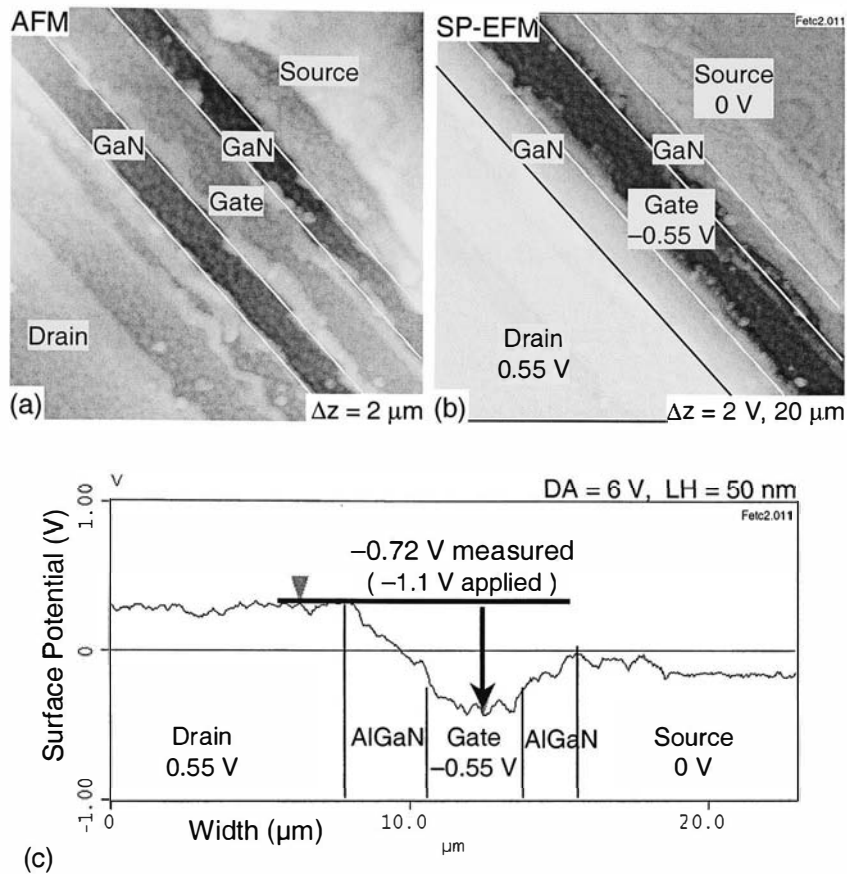 AFM
Source
GaN
GaN
Gate
Drain
(a)
Δz = 2 μm
SP-EFM
Fetc2.011
Source
0 V
GaN
GaN
Gate
−0.55 V
Drain
0.55 V
(b)
Δz = 2 V, 20 μm
V
DA = 6 V, LH = 50 nm
Fetc2.011
−0.72 V measured
( −1.1 V applied )
Surface Potential (V)
1.00
0
-1.00
Drain
0.55 V
AlGaN
Gate
−0.55 V
AlGaN
Source
0 V
0
10.0
20.0
Width (μm)
μm
(c)